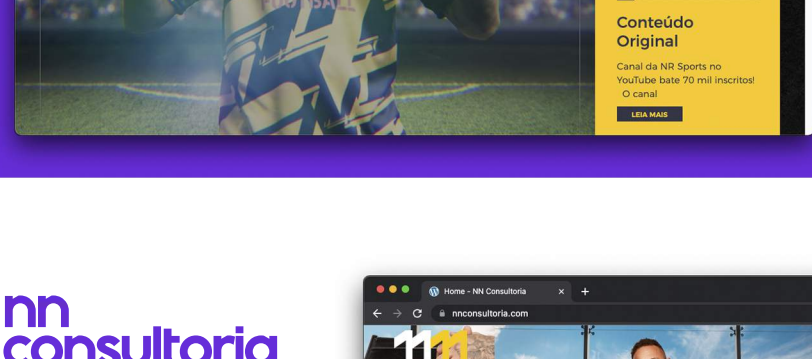 FOOTBALL
Conteúdo
Original
Canal da NR Sports no
YouTube bate 70 mil inscritos!
O canal
LEIA MAIS
nn
consultoria
Home - NN Consultoria
nnconsultoria.com